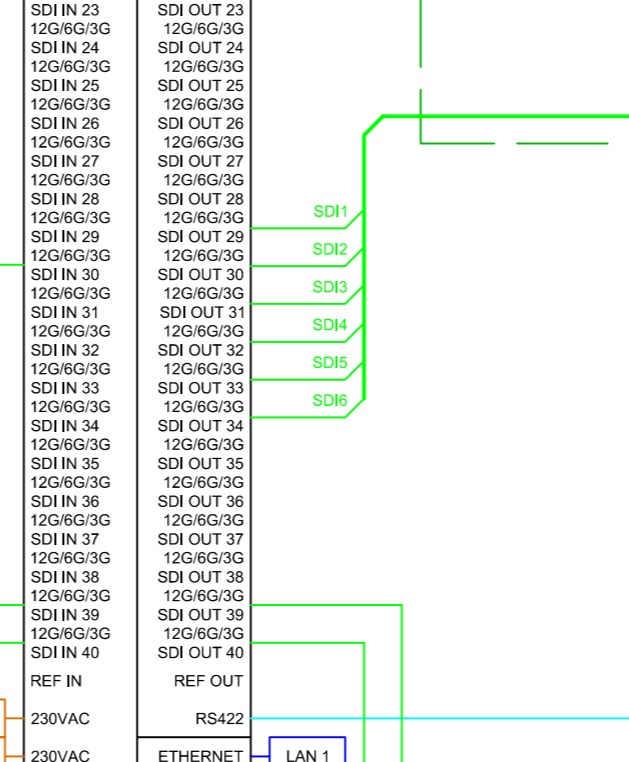 SDI IN 23 SDI OUT 23
12G/6G/3G 12G/6G/3G
SDI IN 24 SDI OUT 24
12G/6G/3G 12G/6G/3G
SDI IN 25 SDI OUT 25
12G/6G/3G 12G/6G/3G
SDI IN 26 SDI OUT 26
12G/6G/3G 12G/6G/3G
SDI IN 27 SDI OUT 27
12G/6G/3G 12G/6G/3G
SDI IN 28 SDI OUT 28
12G/6G/3G 12G/6G/3G SDI1
SDI IN 29 SDI OUT 29
12G/6G/3G 12G/6G/3G SDI2
SDI IN 30 SDI OUT 30
12G/6G/3G 12G/6G/3G SDI3
SDI IN 31 SDI OUT 31
12G/6G/3G 12G/6G/3G SDI4
SDI IN 32 SDI OUT 32
12G/6G/3G 12G/6G/3G SDI5
SDI IN 33 SDI OUT 33
12G/6G/3G 12G/6G/3G SDI6
SDI IN 34 SDI OUT 34
12G/6G/3G 12G/6G/3G
SDI IN 35 SDI OUT 35
12G/6G/3G 12G/6G/3G
SDI IN 36 SDI OUT 36
12G/6G/3G 12G/6G/3G
SDI IN 37 SDI OUT 37
12G/6G/3G 12G/6G/3G
SDI IN 38 SDI OUT 38
12G/6G/3G 12G/6G/3G
SDI IN 39 SDI OUT 39
12G/6G/3G 12G/6G/3G
SDI IN 40 SDI OUT 40
REF IN REF OUT
230VAC RS422
230VAC ETHERNET LAN 1